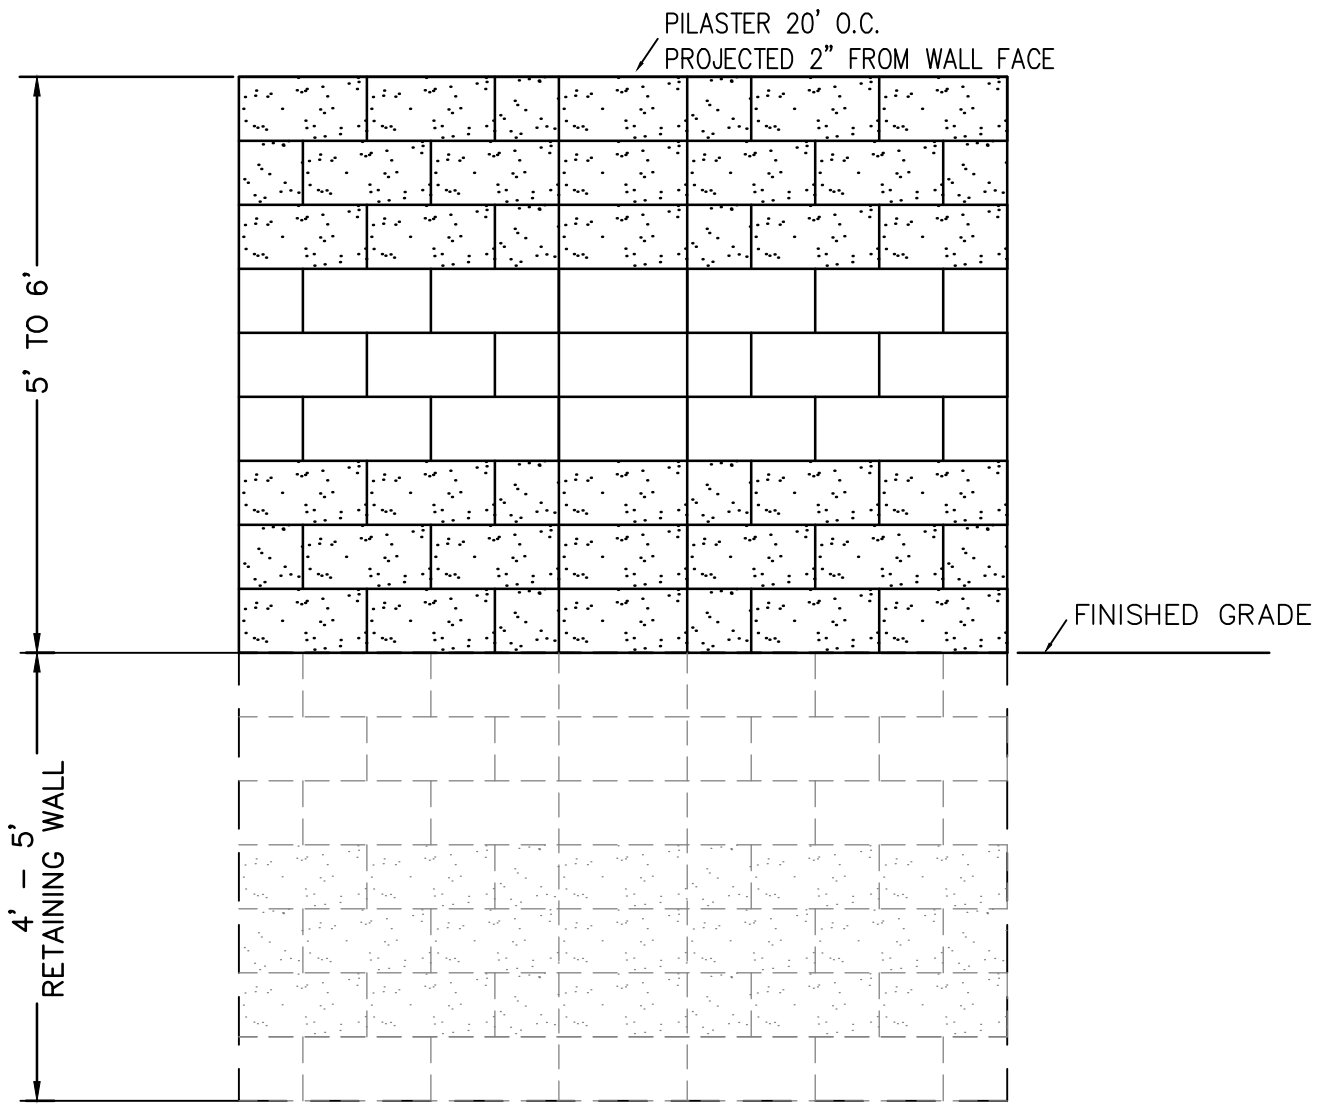 PILASTER 20' O.C.
PROJECTED 2" FROM WALL FACE
5' TO 6'
FINISHED GRADE
4' - 5'
RETAINING WALL